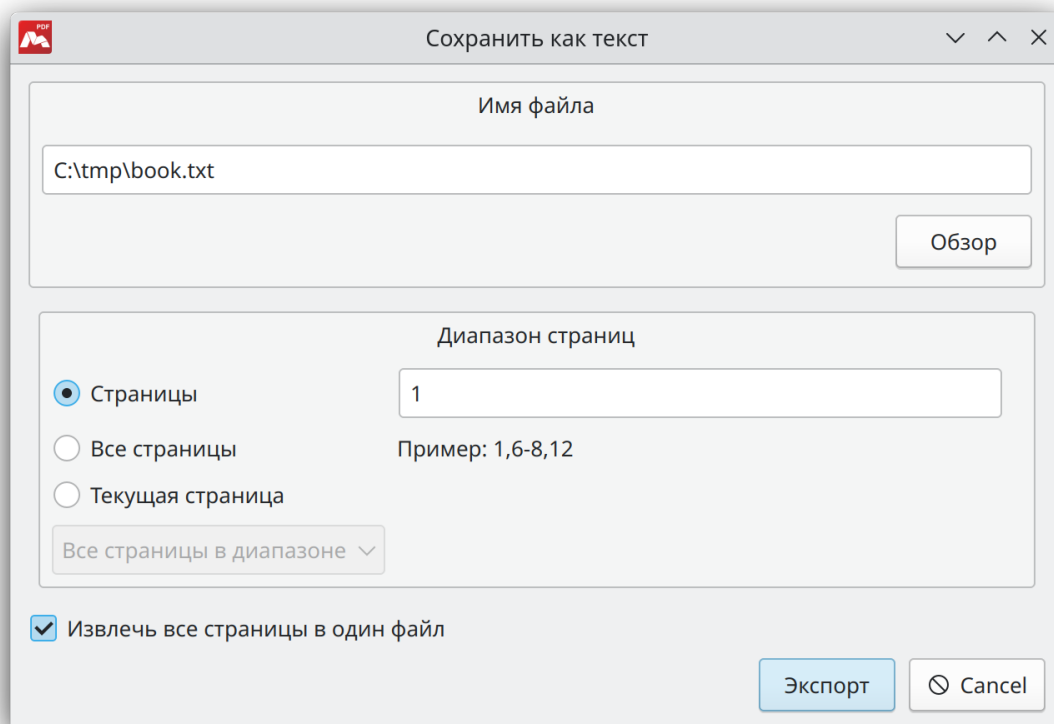 PDF
Сохранить как текст
Имя файла
C:\tmp\book.txt
Обзор
Диапазон страниц
Страницы
1
Все страницы
Пример: 1,6-8,12
Текущая страница
Все страницы в диапазоне
Извлечь все страницы в один файл
Экспорт
Cancel